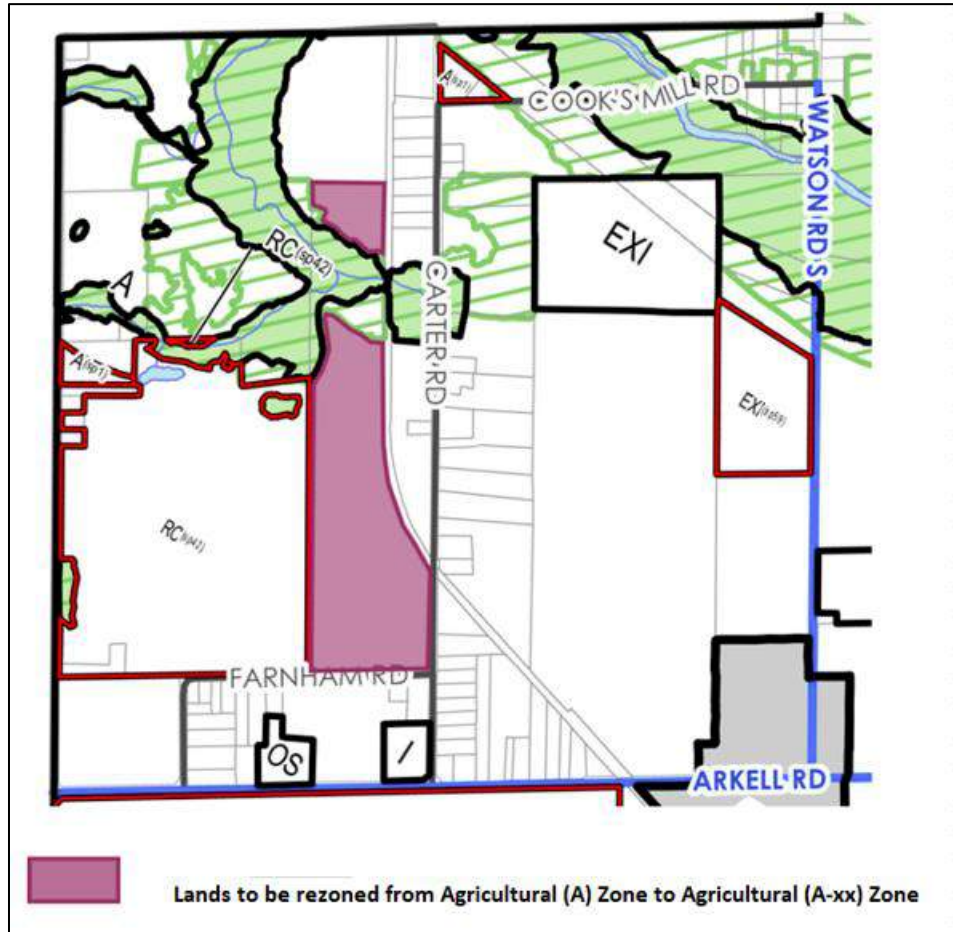 A(sp1)
COOK'S MILL RD
WATSON RD S
RC(sp42)
EXI
CARTER RD
A
A(sp1)
EXI(sp59)
RC(sp42)
FARNHAM RD
OS
I
ARKELL RD
Lands to be rezoned from Agricultural (A) Zone to Agricultural (A-xx) Zone